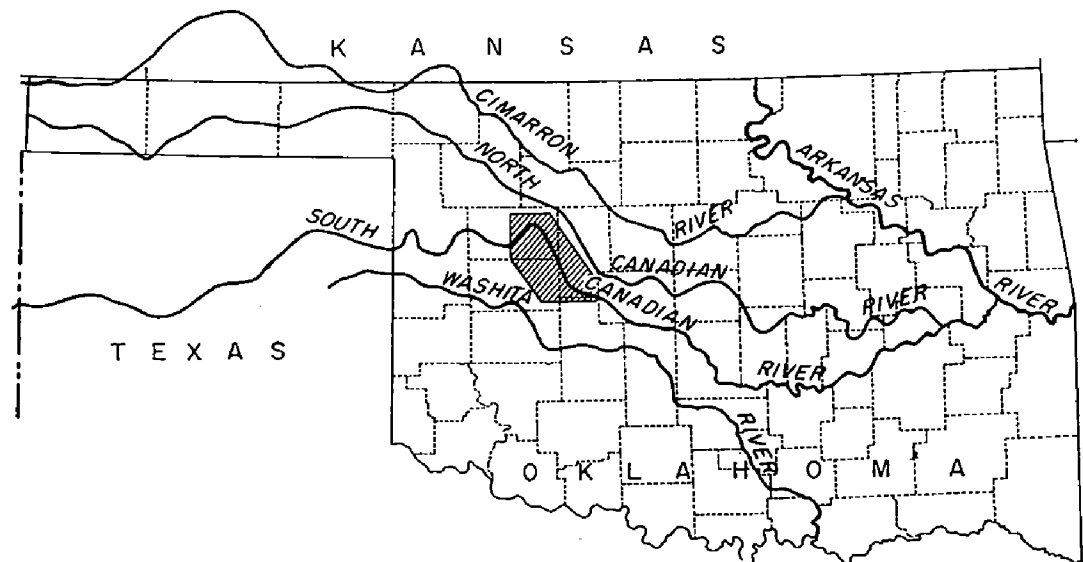 KANSAS
CIMARRON
RIVER
NORTH
CANADIAN
RIVER
ARKANSAS
RIVER
SOUTH
CANADIAN
RIVER
WASHITA
RIVER
TEXAS
OKLAHOMA